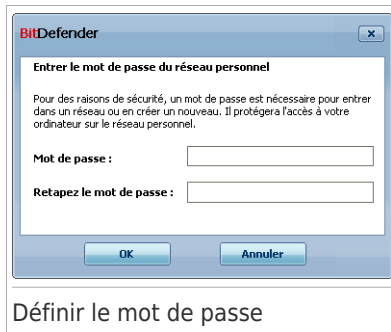 BitDefender
Entrer le mot de passe du réseau personnel
Pour des raisons de sécurité, un mot de passe est nécessaire pour entrer
dans un réseau ou en créer un nouveau. Il protégera l'accès à votre
ordinateur sur le réseau personnel.
Mot de passe :
Retapez le mot de passe :
OK
Annuler
Définir le mot de passe